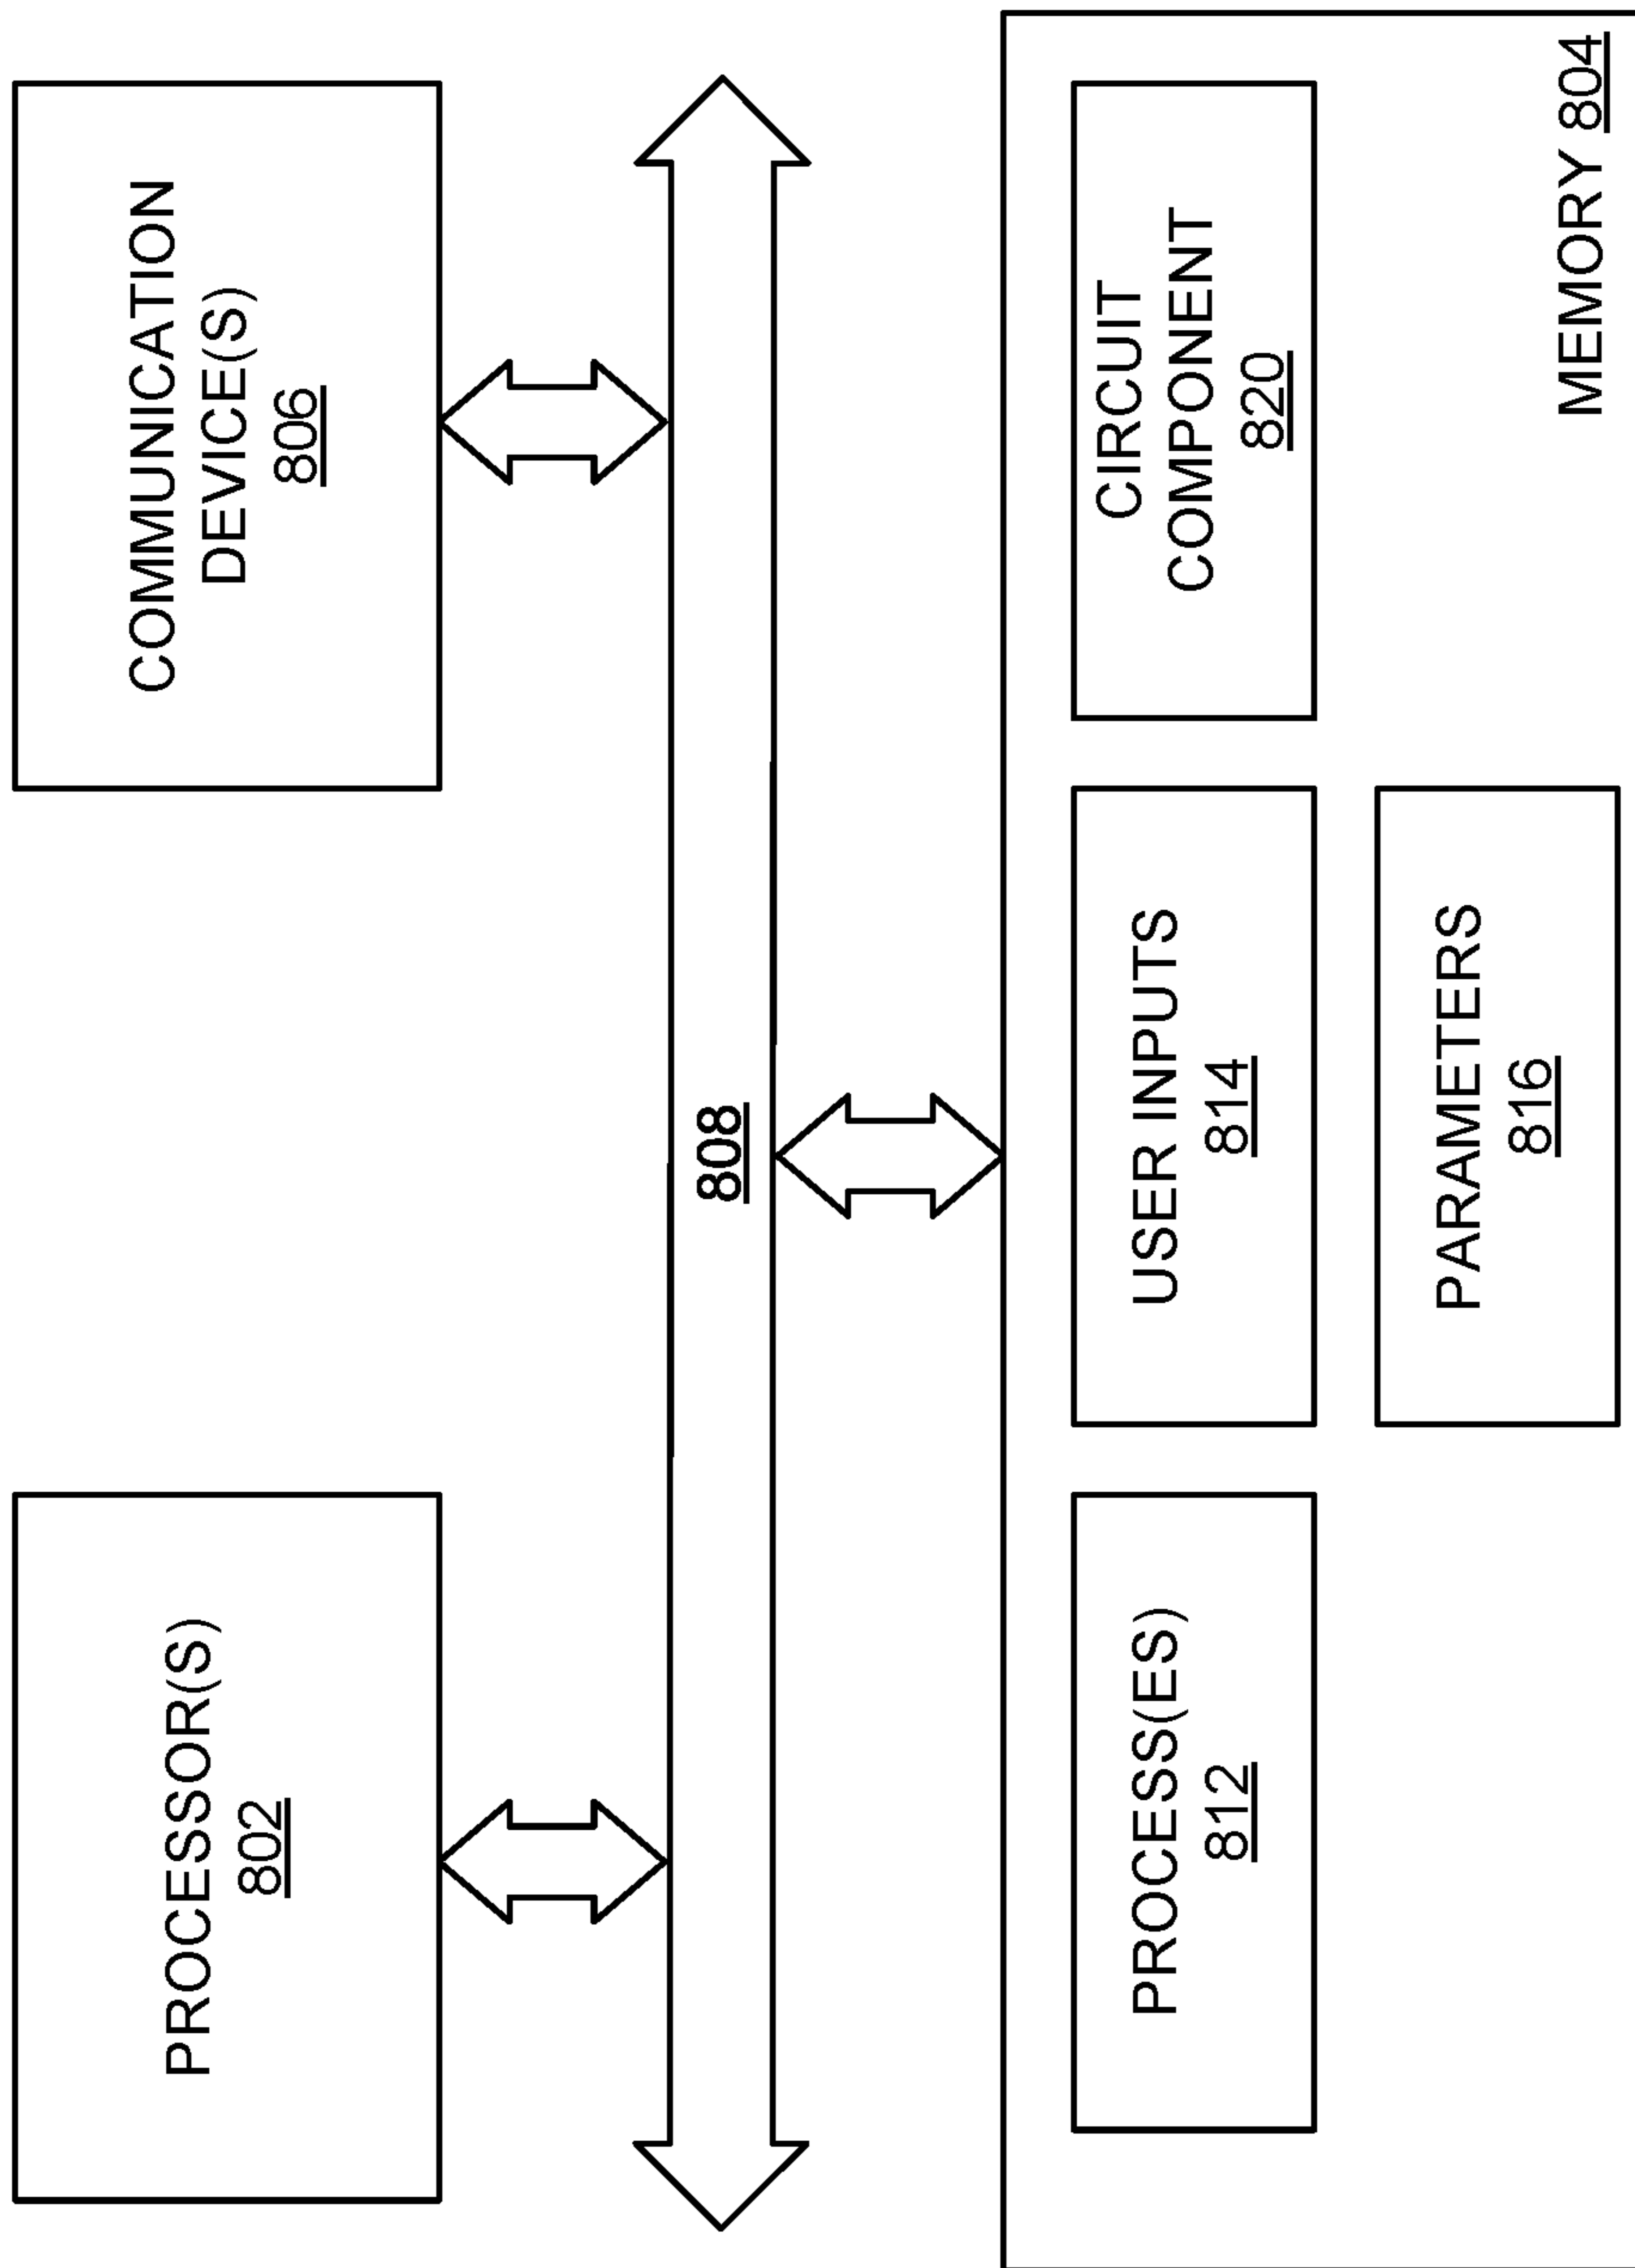 PROCESSOR(S)
802
COMMUNICATION
DEVICE(S)
806
808
PROCESS(ES)
812
USER INPUTS
814
CIRCUIT
COMPONENT
820
PARAMETERS
816
MEMORY 804